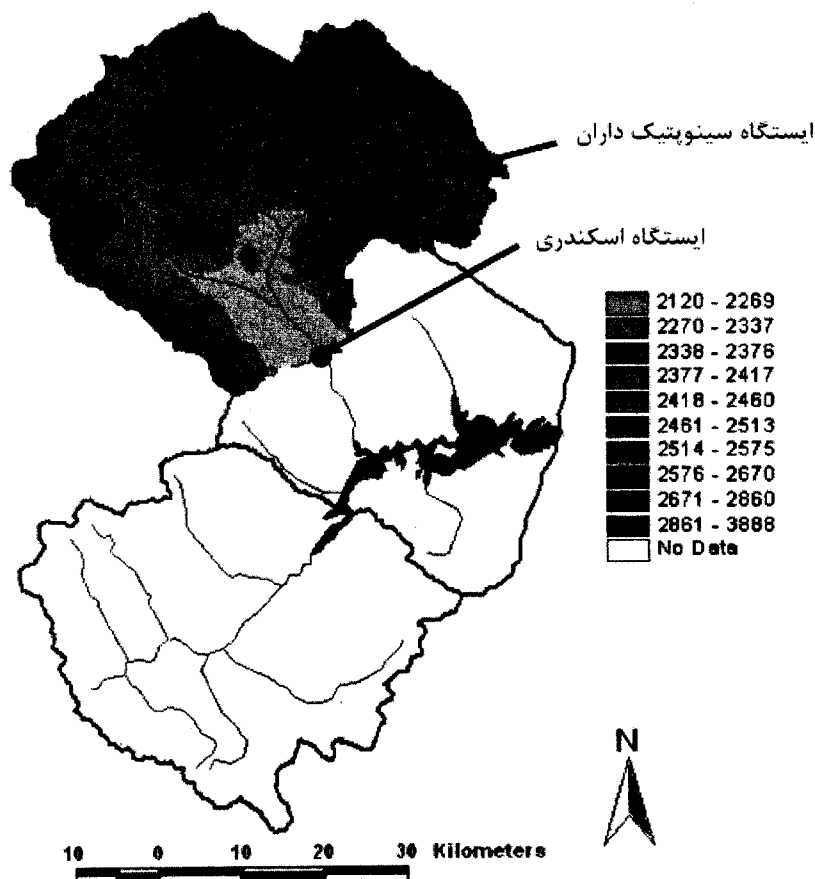 ایستگاه سینوپتیک داران
ایستگاه اسکندری
2120 - 2269
2270 - 2337
2338 - 2376
2377 - 2417
2418 - 2460
2461 - 2513
2514 - 2575
2576 - 2670
2671 - 2860
2861 - 3888
No Data
N
10 0 10 20 30 Kilometers